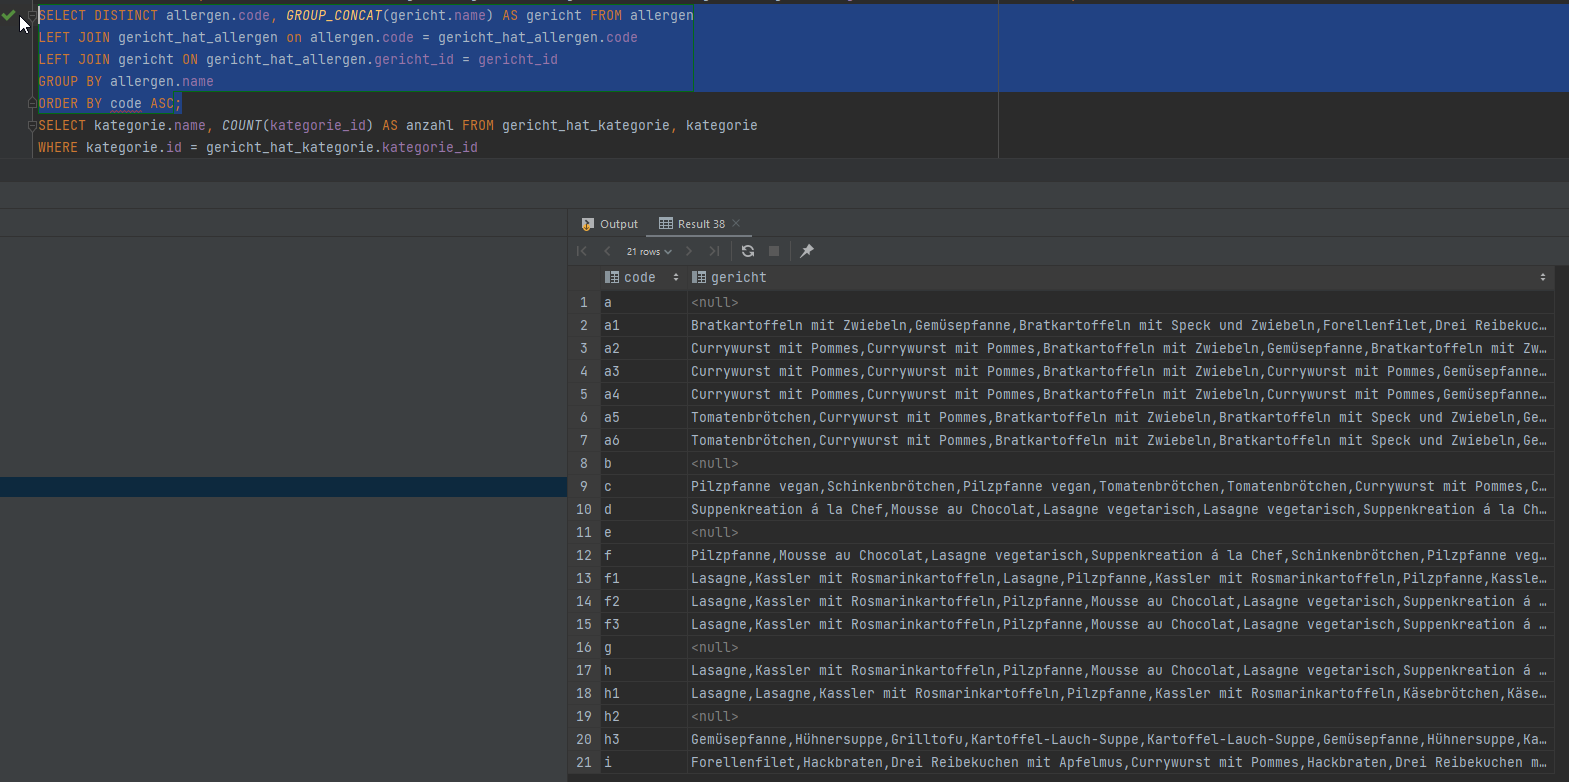 SELECT DISTINCT allergen.code, GROUP_CONCAT(gericht.name) AS gericht FROM allergen
LEFT JOIN gericht_hat_allergen on allergen.code = gericht_hat_allergen.code
LEFT JOIN gericht ON gericht_hat_allergen.gericht_id = gericht_id
GROUP BY allergen.name
ORDER BY code ASC;
SELECT kategorie.name, COUNT(kategorie_id) AS anzahl FROM gericht_hat_kategorie, kategorie
WHERE kategorie.id = gericht_hat_kategorie.kategorie_id
Output Result 38
21 rows
code gericht
1 a <null>
2 a1 Bratkartoffeln mit Zwiebeln,Gemüsepfanne,Bratkartoffeln mit Speck und Zwiebeln,Forellenfilet,Drei Reibekuc…
3 a2 Currywurst mit Pommes,Currywurst mit Pommes,Bratkartoffeln mit Zwiebeln,Gemüsepfanne,Bratkartoffeln mit Zw…
4 a3 Currywurst mit Pommes,Currywurst mit Pommes,Bratkartoffeln mit Zwiebeln,Currywurst mit Pommes,Gemüsepfanne…
5 a4 Currywurst mit Pommes,Currywurst mit Pommes,Bratkartoffeln mit Zwiebeln,Currywurst mit Pommes,Gemüsepfanne…
6 a5 Tomatenbrötchen,Currywurst mit Pommes,Bratkartoffeln mit Zwiebeln,Bratkartoffeln mit Speck und Zwiebeln,Ge…
7 a6 Tomatenbrötchen,Currywurst mit Pommes,Bratkartoffeln mit Zwiebeln,Bratkartoffeln mit Speck und Zwiebeln,Ge…
8 b <null>
9 c Pilzpfanne vegan,Schinkenbrötchen,Pilzpfanne vegan,Tomatenbrötchen,Tomatenbrötchen,Currywurst mit Pommes,C…
10 d Suppenkreation á la Chef,Mousse au Chocolat,Lasagne vegetarisch,Lasagne vegetarisch,Suppenkreation á la Ch…
11 e <null>
12 f Pilzpfanne,Mousse au Chocolat,Lasagne vegetarisch,Suppenkreation á la Chef,Schinkenbrötchen,Pilzpfanne veg…
13 f1 Lasagne,Kassler mit Rosmarinkartoffeln,Lasagne,Pilzpfanne,Kassler mit Rosmarinkartoffeln,Pilzpfanne,Kassle…
14 f2 Lasagne,Kassler mit Rosmarinkartoffeln,Pilzpfanne,Mousse au Chocolat,Lasagne vegetarisch,Suppenkreation á …
15 f3 Lasagne,Kassler mit Rosmarinkartoffeln,Pilzpfanne,Mousse au Chocolat,Lasagne vegetarisch,Suppenkreation á …
16 g <null>
17 h Lasagne,Kassler mit Rosmarinkartoffeln,Pilzpfanne,Mousse au Chocolat,Lasagne vegetarisch,Suppenkreation á …
18 h1 Lasagne,Lasagne,Kassler mit Rosmarinkartoffeln,Pilzpfanne,Kassler mit Rosmarinkartoffeln,Käsebrötchen,Käse…
19 h2 <null>
20 h3 Gemüsepfanne,Hühnersuppe,Grilltofu,Kartoffel-Lauch-Suppe,Kartoffel-Lauch-Suppe,Gemüsepfanne,Hühnersuppe,Ka…
21 i Forellenfilet,Hackbraten,Drei Reibekuchen mit Apfelmus,Currywurst mit Pommes,Hackbraten,Drei Reibekuchen m…